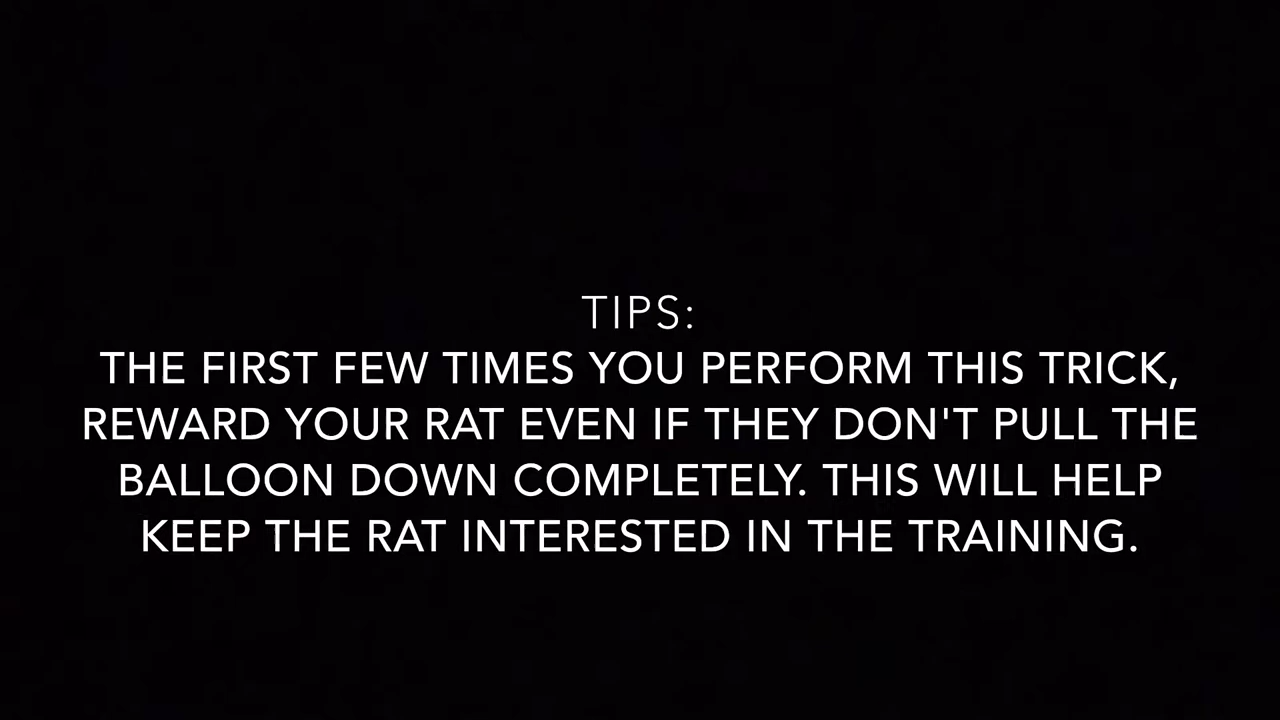 TIPS:
THE FIRST FEW TIMES YOU PERFORM THIS TRICK,
REWARD YOUR RAT EVEN IF THEY DON'T PULL THE
BALLOON DOWN COMPLETELY. THIS WILL HELP
KEEP THE RAT INTERESTED IN THE TRAINING.